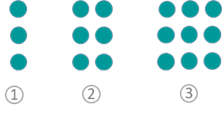 ① ② ③